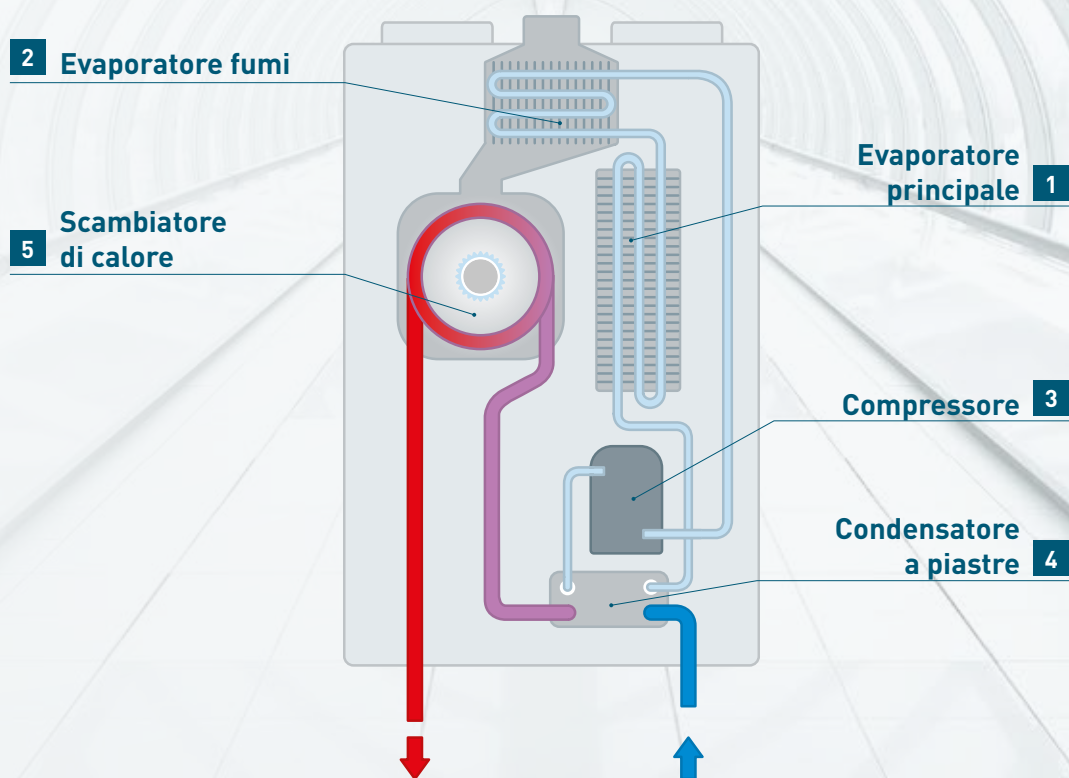 2 Evaporatore fumi
Evaporatore
principale 1
Scambiatore
5 di calore
Compressore 3
Condensatore
a piastre 4